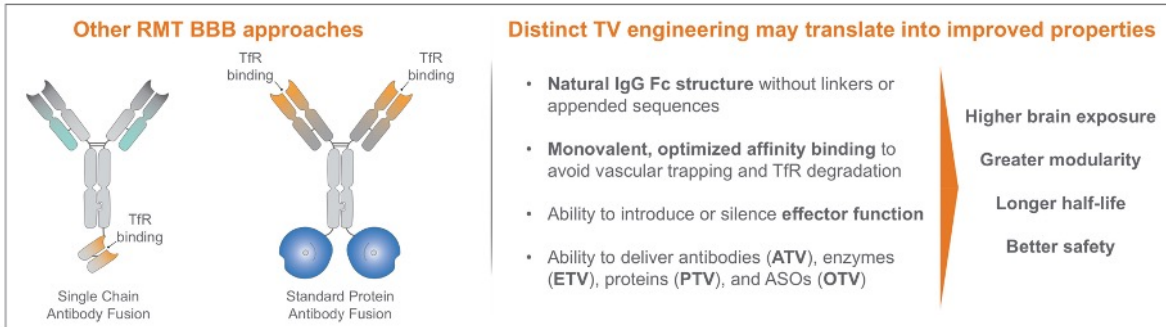 Other RMT BBB approaches
TfR
binding
TfR
binding
TfR
binding
Single Chain
Antibody Fusion
Standard Protein
Antibody Fusion
Distinct TV engineering may translate into improved properties
• Natural IgG Fc structure without linkers or
appended sequences
• Monovalent, optimized affinity binding to
avoid vascular trapping and TfR degradation
• Ability to introduce or silence effector function
• Ability to deliver antibodies (ATV), enzymes
(ETV), proteins (PTV), and ASOs (OTV)
Higher brain exposure
Greater modularity
Longer half-life
Better safety